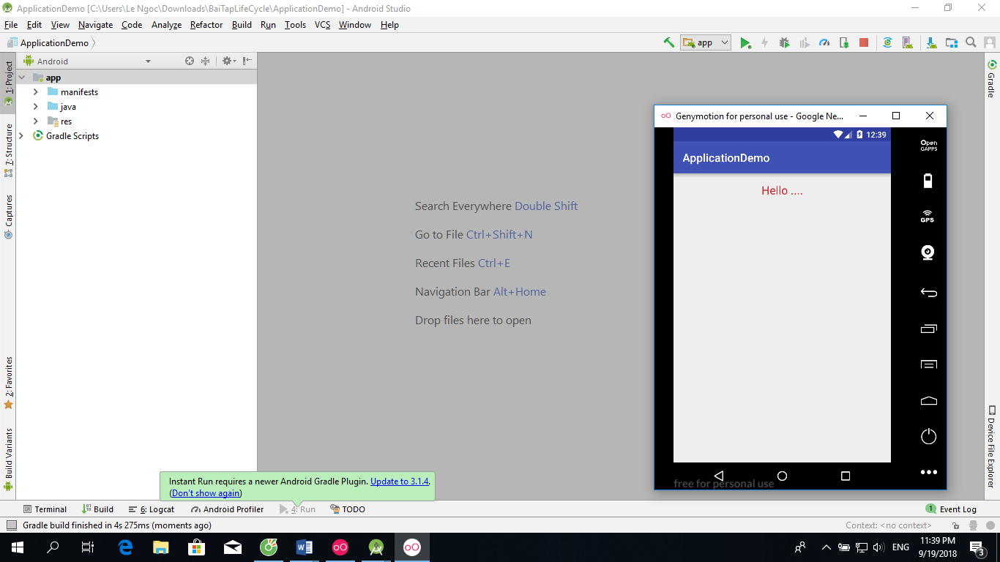 ApplicationDemo [C:\Users\Le Ngoc\Downloads\BaiTapLifeCycle\ApplicationDemo] - Android Studio
File Edit View Navigate Code Analyze Refactor Build Run Tools VCS Window Help
ApplicationDemo
app
1: Project
7: Structure
Captures
2: Favorites
Build Variants
Android
app
manifests
java
res
Gradle Scripts
Search Everywhere Double Shift
Go to File Ctrl+Shift+N
Recent Files Ctrl+E
Navigation Bar Alt+Home
Drop files here to open
Genymotion for personal use - Google Ne...
12:39
ApplicationDemo
Hello ....
free for personal use
Open
GAPPS
GPS
Gradle
Device File Explorer
Instant Run requires a newer Android Gradle Plugin. Update to 3.1.4.
(Don't show again)
Terminal Build 6: Logcat Android Profiler 4: Run TODO
1 Event Log
Gradle build finished in 4s 275ms (moments ago)
Context: <no context>
ENG
11:39 PM
9/19/2018
3